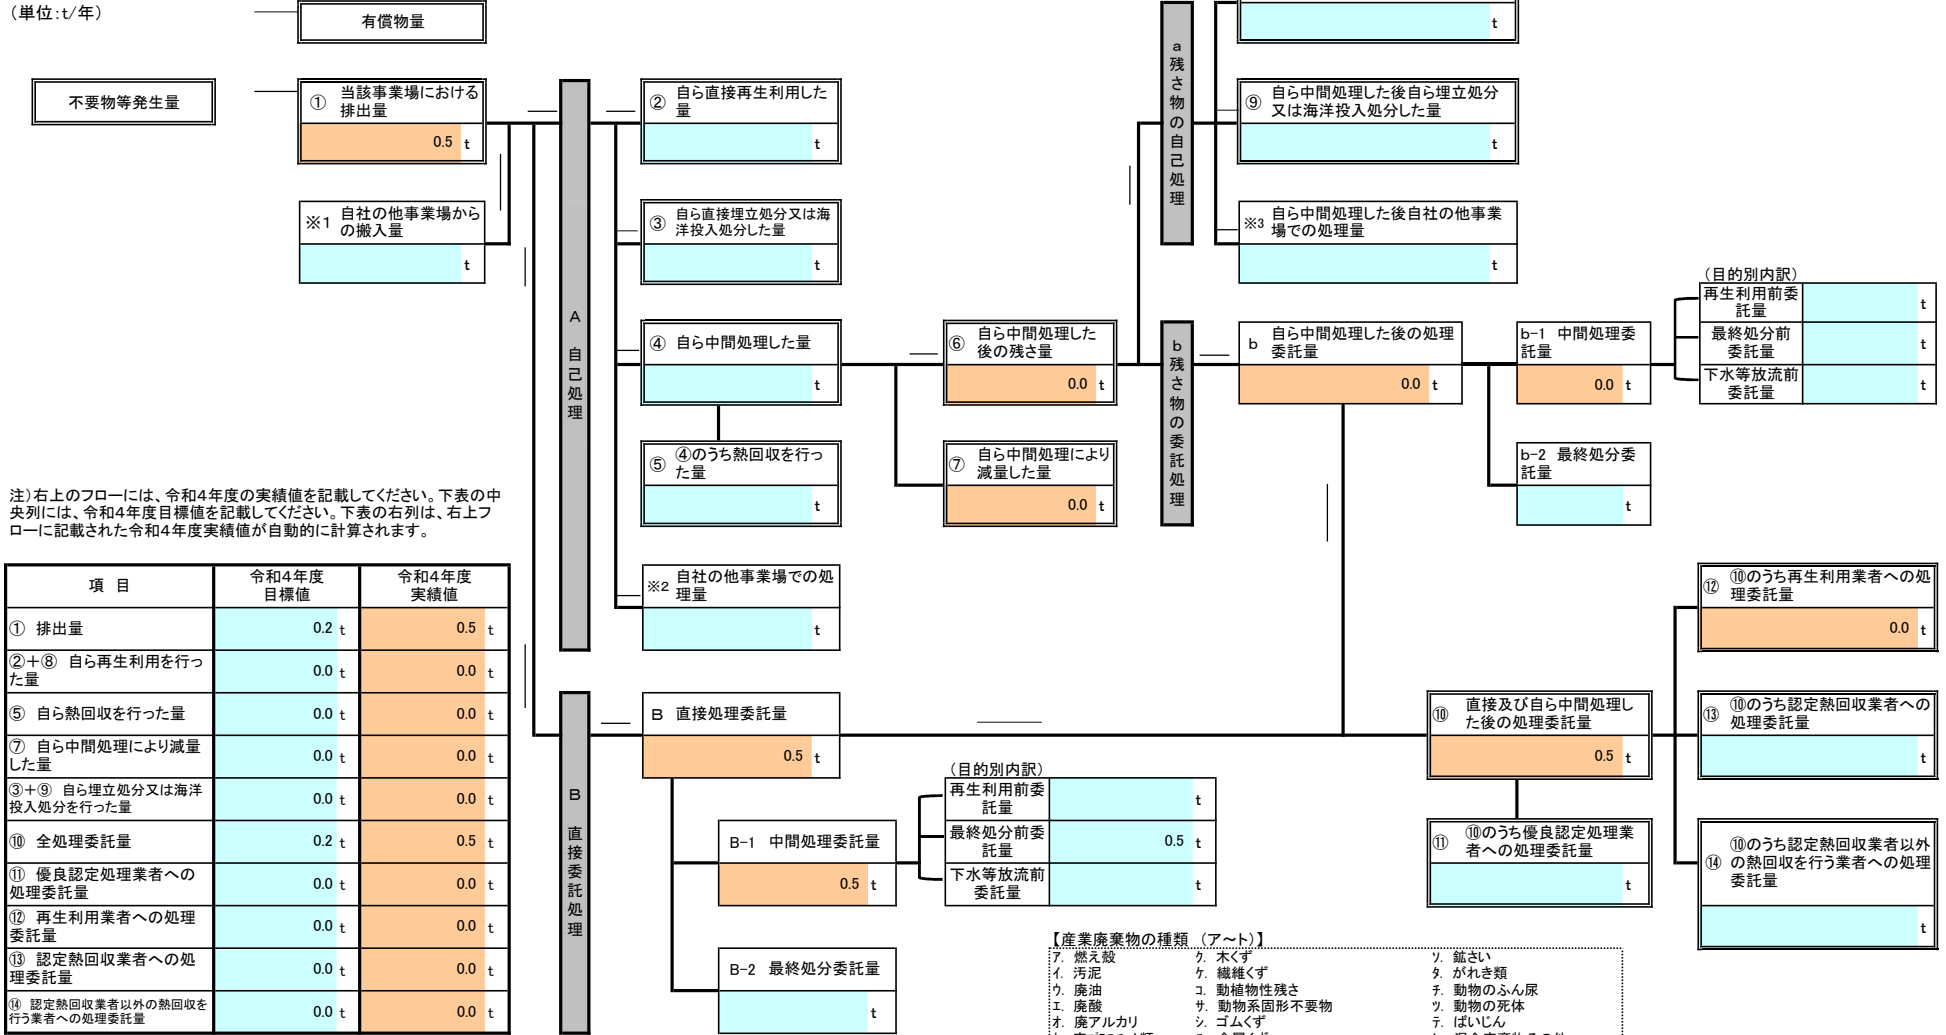 （単位:t/年）
有償物量
不要物等発生量
① 当該事業場における
排出量
0.5 t
※1 自社の他事業場から
の搬入量
t
A 自己処理
② 自ら直接再生利用した
量
t
③ 自ら直接埋立処分又は海
洋投入処分した量
t
④ 自ら中間処理した量
t
⑤ ④のうち熱回収を行っ
た量
t
※2 自社の他事業場での処
理量
t
⑥ 自ら中間処理した
後の残さ量
0.0 t
⑦ 自ら中間処理により
減量した量
0.0 t
a 残さ物の自己処理
t
⑨ 自ら中間処理した後自ら埋立処分
又は海洋投入処分した量
t
※3 自ら中間処理した後自社の他事業
場での処理量
t
b 残さ物の委託処理
b 自ら中間処理した後の処理
委託量
0.0 t
b-1 中間処理委
託量
0.0 t
b-2 最終処分委
託量
t
（目的別内訳）
再生利用前委
託量
t
最終処分前
委託量
t
下水等放流前
委託量
t
注）右上のフローには、令和４年度の実績値を記載してください。下表の中
央列には、令和４年度目標値を記載してください。下表の右列は、右上フ
ローに記載された令和４年度実績値が自動的に計算されます。
項 目 令和４年度
目標値 令和４年度
実績値
① 排出量 0.2 t 0.5 t
②＋⑧ 自ら再生利用を行っ
た量 0.0 t 0.0 t
⑤ 自ら熱回収を行った量 0.0 t 0.0 t
⑦ 自ら中間処理により減量
した量 0.0 t 0.0 t
③＋⑨ 自ら埋立処分又は海洋
投入処分を行った量 0.0 t 0.0 t
⑩ 全処理委託量 0.2 t 0.5 t
⑪ 優良認定処理業者への
処理委託量 0.0 t 0.0 t
⑫ 再生利用業者への処理
委託量 0.0 t 0.0 t
⑬ 認定熱回収業者への処
理委託量 0.0 t 0.0 t
⑭ 認定熱回収業者以外の熱回収を
行う業者への処理委託量 0.0 t 0.0 t
B 直接委託処理
B 直接処理委託量
0.5 t
B-1 中間処理委託量
0.5 t
B-2 最終処分委託量
t
（目的別内訳）
再生利用前委
託量
t
最終処分前委
託量
0.5 t
下水等放流前
委託量
t
⑩ 直接及び自ら中間処理し
た後の処理委託量
0.5 t
⑪ ⑩のうち優良認定処理業
者への処理委託量
t
⑫ ⑩のうち再生利用業者への処
理委託量
0.0 t
⑬ ⑩のうち認定熱回収業者への
処理委託量
t
⑭ ⑩のうち認定熱回収業者以外
の熱回収を行う業者への処理
委託量
t
【産業廃棄物の種類 （ア～ト）】
ア. 燃え殻 ク. 木くず ソ. 鉱さい
イ. 汚泥 ケ. 繊維くず タ. がれき類
ウ. 廃油 コ. 動植物性残さ チ. 動物のふん尿
エ. 廃酸 サ. 動物系固形不要物 ツ. 動物の死体
オ. 廃アルカリ シ. ゴムくず テ. ばいじん